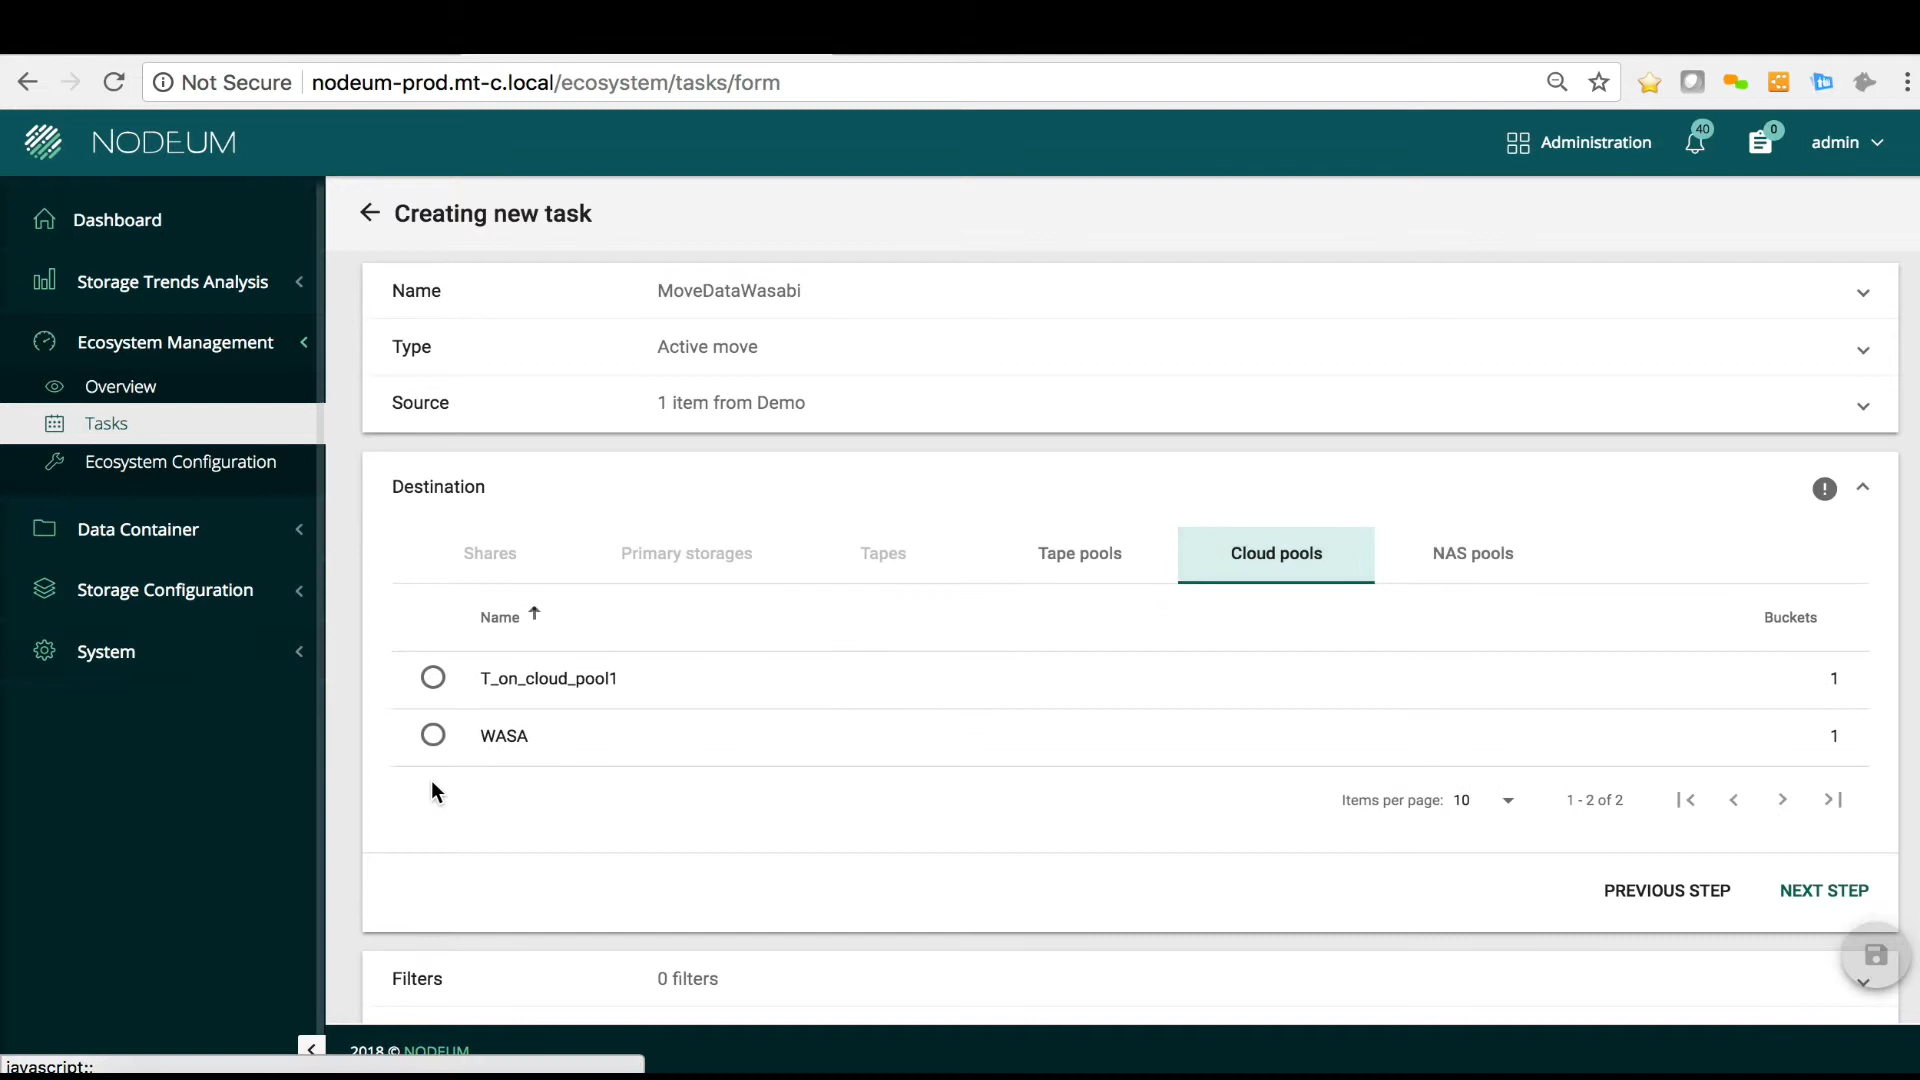 Not Secure nodeum-prod.mt-c.local/ecosystem/tasks/form
NODEUM
Administration 40 0 admin
Dashboard
Storage Trends Analysis
Ecosystem Management
Overview
Tasks
Ecosystem Configuration
Data Container
Storage Configuration
System
Creating new task
Name MoveDataWasabi
Type Active move
Source 1 item from Demo
Destination
Shares Primary storages Tapes Tape pools Cloud pools NAS pools
Name Buckets
T_on_cloud_pool1 1
WASA 1
Items per page: 10 1 - 2 of 2
PREVIOUS STEP NEXT STEP
Filters 0 filters
2018 © NODEUM
javascript:;